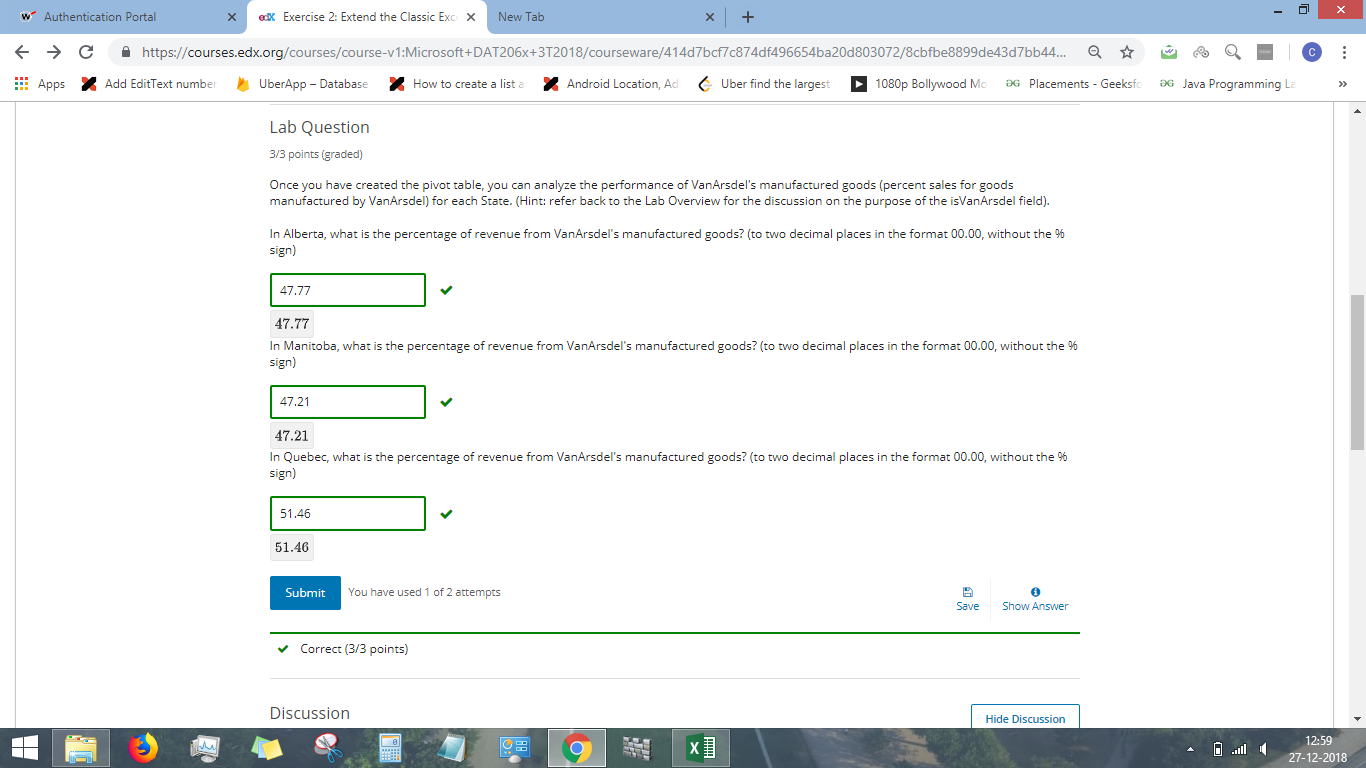 Authentication Portal
edX Exercise 2: Extend the Classic Exc
New Tab
https://courses.edx.org/courses/course-v1:Microsoft+DAT206x+3T2018/courseware/414d7bcf7c874df496654ba20d803072/8cbfbe8899de43d7bb44...
C
Apps
Add EditText number
UberApp – Database
How to create a list a
Android Location, Ad
Uber find the largest
1080p Bollywood Mo
Placements - Geeksfo
Java Programming La
»
Lab Question
3/3 points (graded)
Once you have created the pivot table, you can analyze the performance of VanArsdel's manufactured goods (percent sales for goods
manufactured by VanArsdel) for each State. (Hint: refer back to the Lab Overview for the discussion on the purpose of the isVanArsdel field).
In Alberta, what is the percentage of revenue from VanArsdel's manufactured goods? (to two decimal places in the format 00.00, without the %
sign)
47.77
47.77
In Manitoba, what is the percentage of revenue from VanArsdel's manufactured goods? (to two decimal places in the format 00.00, without the %
sign)
47.21
47.21
In Quebec, what is the percentage of revenue from VanArsdel's manufactured goods? (to two decimal places in the format 00.00, without the %
sign)
51.46
51.46
Submit You have used 1 of 2 attempts
Save
Show Answer
Correct (3/3 points)
Discussion
Hide Discussion
12:59
27-12-2018